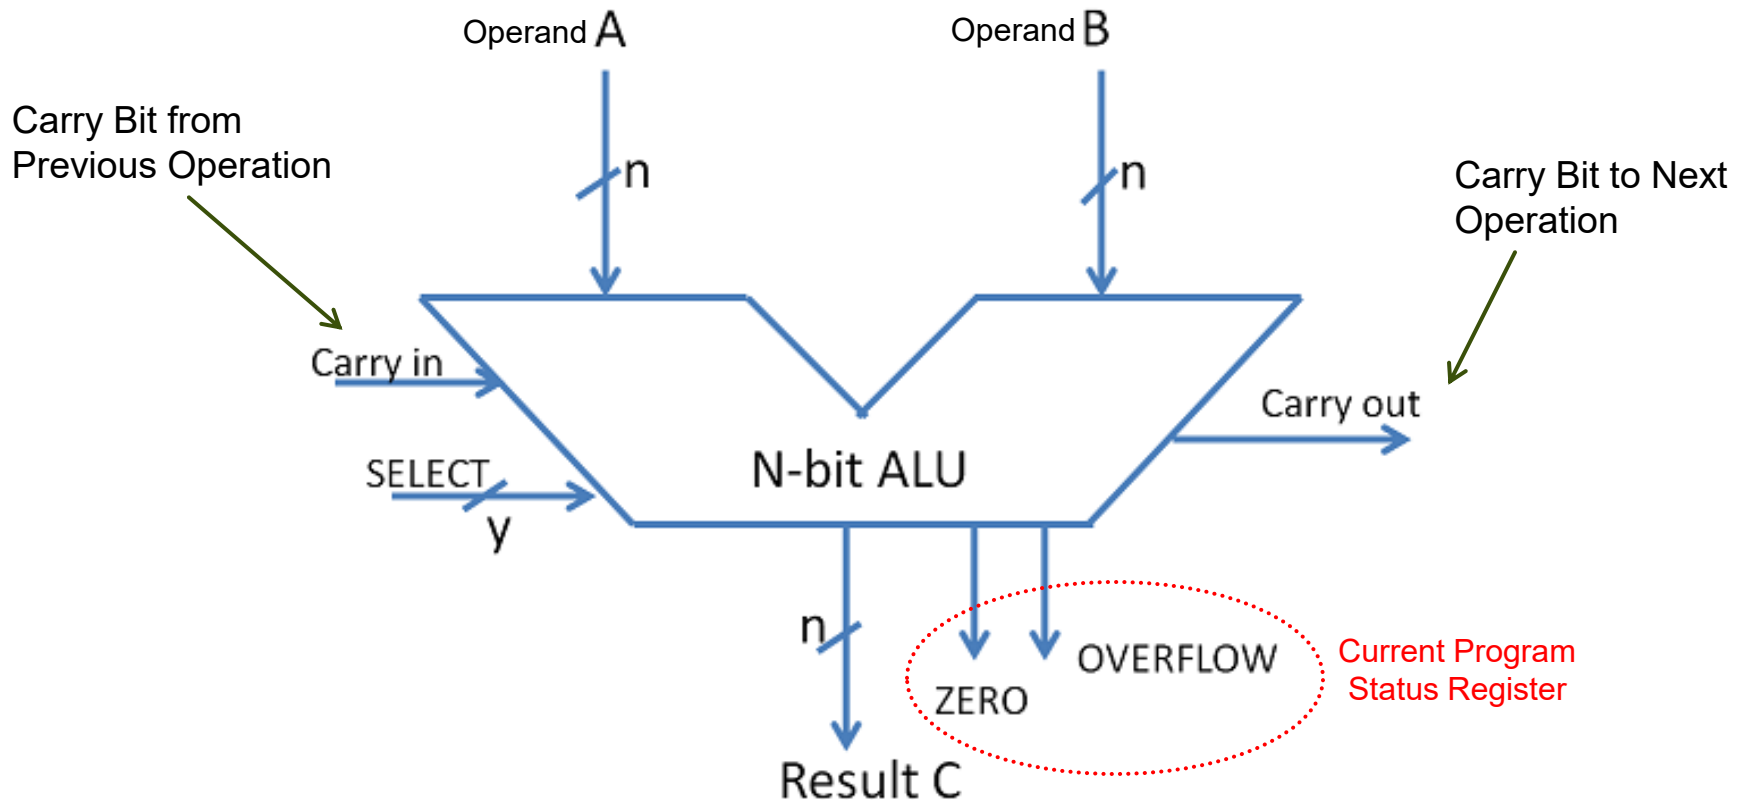 Operand A
Operand B
Carry Bit from
Previous Operation
n
n
Carry Bit to Next
Operation
Carry in
Carry out
SELECT
y
N-bit ALU
n
ZERO
OVERFLOW
Current Program
Status Register
Result C